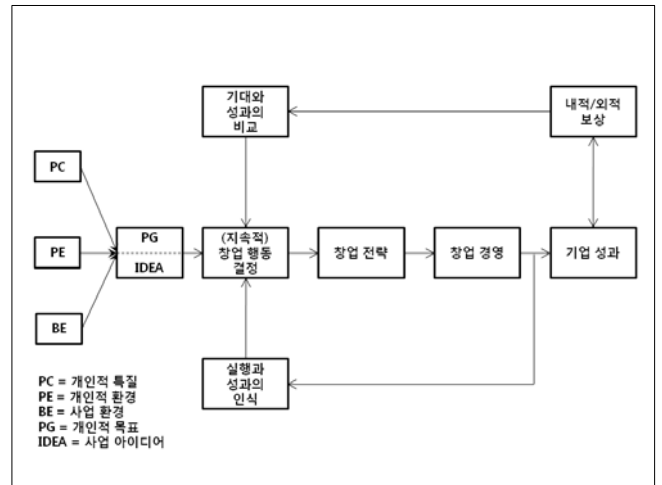 기대와
성과의
비교
내적/외적
보상
PC
PE
BE
PG
IDEA
(지속적)
창업 행동
결정
창업 전략
창업 경영
기업 성과
실행과
성과의
인식
PC = 개인적 특질
PE = 개인적 환경
BE = 사업 환경
PG = 개인적 목표
IDEA = 사업 아이디어